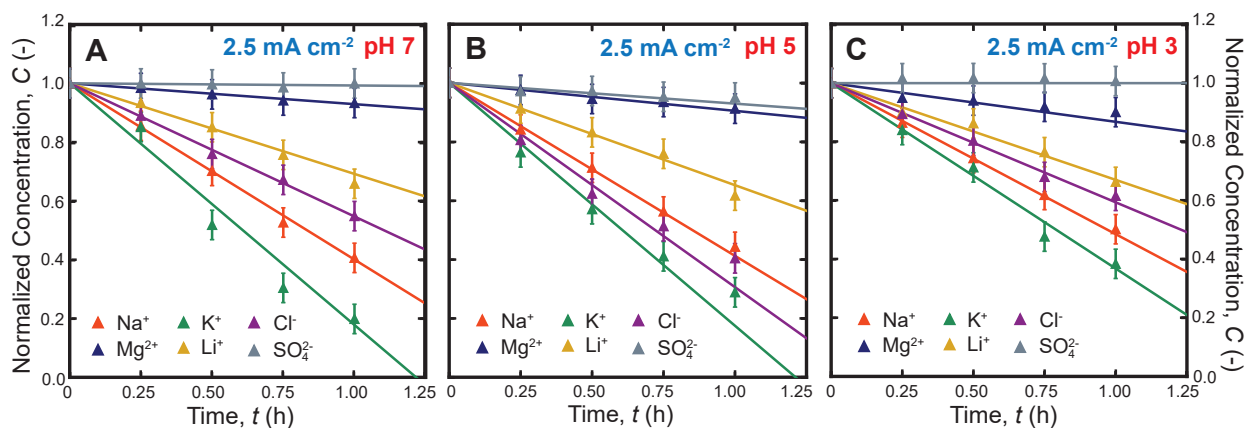 A
2.5 mA cm⁻² pH 7
Normalized Concentration, C (-)
1.2
1.0
0.8
0.6
0.4
0.2
0.0
Na⁺ K⁺ Cl⁻
Mg²⁺ Li⁺ SO₄²⁻
0 0.25 0.50 0.75 1.00 1.25
Time, t (h)
B
2.5 mA cm⁻² pH 5
Na⁺ K⁺ Cl⁻
Mg²⁺ Li⁺ SO₄²⁻
0 0.25 0.50 0.75 1.00 1.25
Time, t (h)
C
2.5 mA cm⁻² pH 3
Na⁺ K⁺ Cl⁻
Mg²⁺ Li⁺ SO₄²⁻
0 0.25 0.50 0.75 1.00 1.25
Time, t (h)
1.2
1.0
0.8
0.6
0.4
0.2
0.0
Normalized Concentration, C (-)